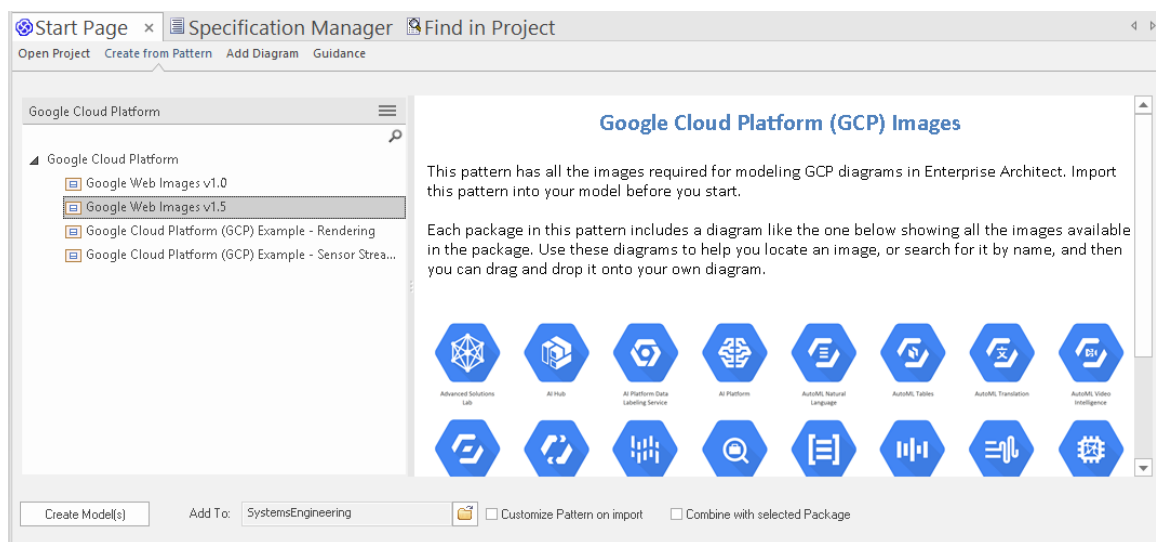 Start Page × Specification Manager Find in Project
Open Project Create from Pattern Add Diagram Guidance
Google Cloud Platform
Google Cloud Platform
Google Web Images v1.0
Google Web Images v1.5
Google Cloud Platform (GCP) Example - Rendering
Google Cloud Platform (GCP) Example - Sensor Strea...
Google Cloud Platform (GCP) Images
This pattern has all the images required for modeling GCP diagrams in Enterprise Architect. Import
this pattern into your model before you start.
Each package in this pattern includes a diagram like the one below showing all the images available
in the package. Use these diagrams to help you locate an image, or search for it by name, and then
you can drag and drop it onto your own diagram.
Advanced Solutions
Lab
AI Hub
AI Platform Data
Labeling Service
AI Platform
AutoML Natural
Language
AutoML Tables
AutoML Translation
AutoML Video
Intelligence
Create Model(s) Add To: SystemsEngineering Customize Pattern on import Combine with selected Package